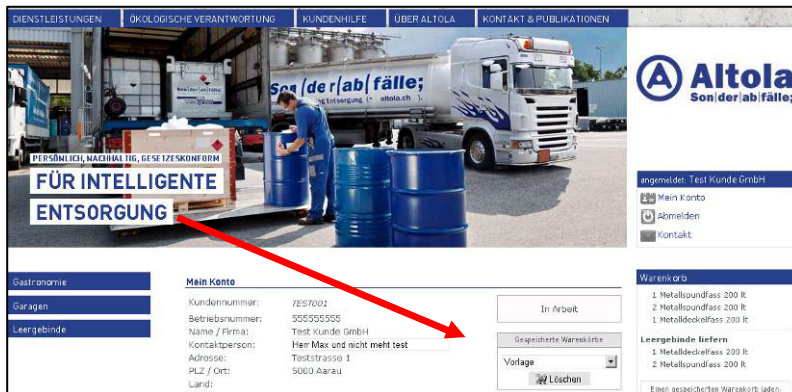 DIENSTLEISTUNGEN ÖKOLOGISCHE VERANTWORTUNG KUNDENHILFE ÜBER ALTOLA KONTAKT & PUBLIKATIONEN
Son|de r|ab| fälle;
altola.ch
Altola
Son|der|ab|fälle;
PERSÖNLICH, NACHHALTIG, GESETZESKONFORM
FÜR INTELLIGENTE
ENTSORGUNG
angemeldet: Test Kunde GmbH
Mein Konto
Abmelden
Kontakt
Gastronomie
Garagen
Leergebinde
Mein Konto
Kundennummer: TEST001
Betriebsnummer: 555555555
Name / Firma: Test Kunde GmbH
Kontaktperson: Herr Max und nicht meht test
Adresse: Teststrasse 1
PLZ / Ort: 5000 Aarau
Land:
In Arbeit
Gespeicherte Warenkörbe
Vorlage
Löschen
Warenkorb
1 Metallspundfass 200 lt
2 Metallspundfass 200 lt
1 Metalldeckelfass 200 lt
Leergebinde liefern
1 Metalldeckelfass 200 lt
2 Metallspundfass 200 lt
Einen gespeicherten Warenkorb laden: